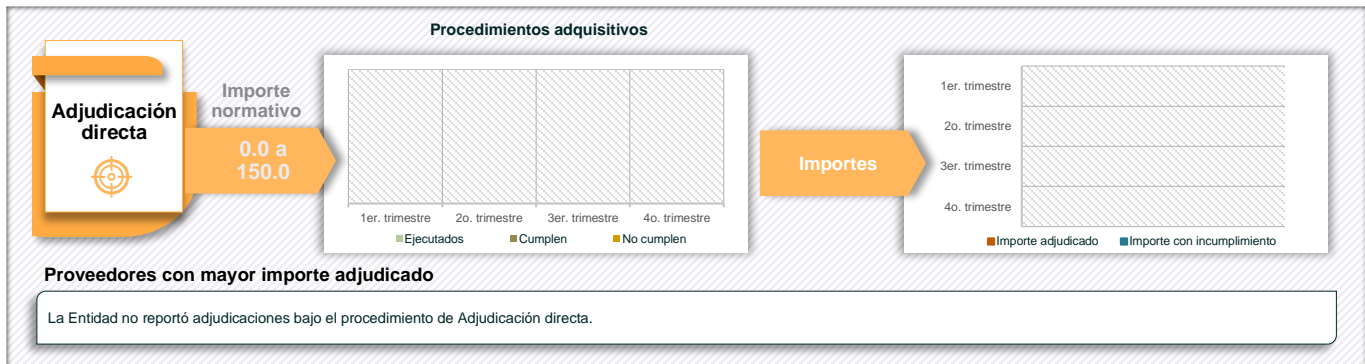 Procedimientos adquisitivos
Adjudicación
directa
Importe
normativo
0.0 a
150.0
1er. trimestre
2o. trimestre
3er. trimestre
4o. trimestre
Ejecutados
Cumplen
No cumplen
Importes
1er. trimestre
2o. trimestre
3er. trimestre
4o. trimestre
Importe adjudicado
Importe con incumplimiento
Proveedores con mayor importe adjudicado
La Entidad no reportó adjudicaciones bajo el procedimiento de Adjudicación directa.